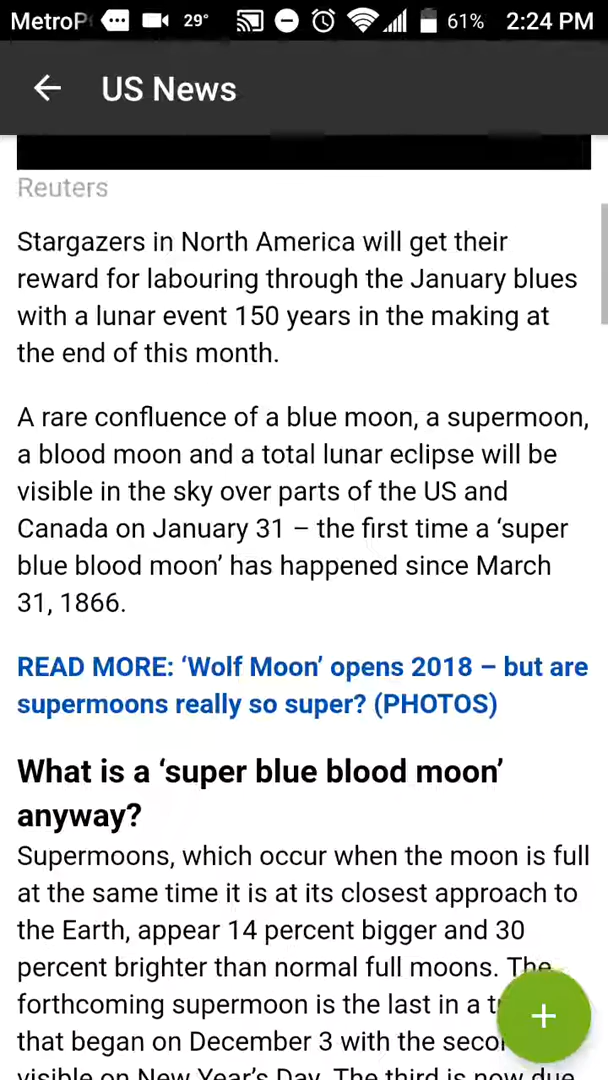 MetroP 29° 61% 2:24 PM
US News
Reuters
Stargazers in North America will get their
reward for labouring through the January blues
with a lunar event 150 years in the making at
the end of this month.
A rare confluence of a blue moon, a supermoon,
a blood moon and a total lunar eclipse will be
visible in the sky over parts of the US and
Canada on January 31 – the first time a ‘super
blue blood moon’ has happened since March
31, 1866.
READ MORE: ‘Wolf Moon’ opens 2018 – but are
supermoons really so super? (PHOTOS)
What is a ‘super blue blood moon’
anyway?
Supermoons, which occur when the moon is full
at the same time it is at its closest approach to
the Earth, appear 14 percent bigger and 30
percent brighter than normal full moons. The
forthcoming supermoon is the last in a
that began on December 3 with the
visible on New Year’s Day. The third is now due